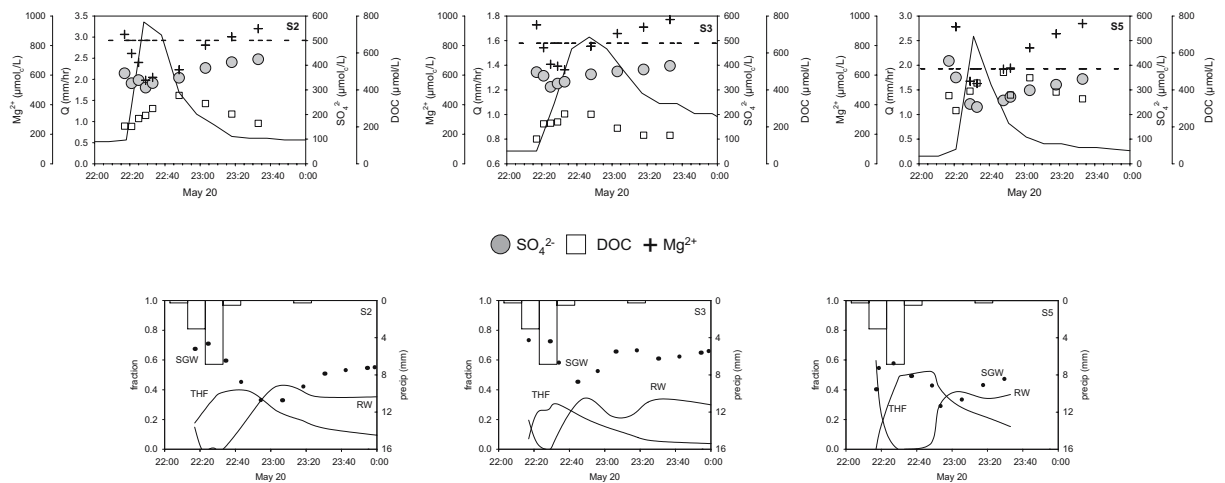 S2
Mg²⁺ (µmolc/L)
1000
800
600
400
200
0
Q (mm/hr)
3.5
3.0
2.5
2.0
1.5
1.0
0.5
0.0
600
500
400
300
200
100
0
SO₄²⁻ (µmolc/L)
800
600
400
200
0
DOC (µmol/L)
22:00 22:20 22:40 23:00 23:20 23:40 0:00
May 20
S3
Mg²⁺ (µmolc/L)
1000
800
600
400
200
0
Q (mm/hr)
1.8
1.6
1.4
1.2
1.0
0.8
0.6
600
500
400
300
200
100
0
SO₄²⁻ (µmolc/L)
800
600
400
200
0
DOC (µmol/L)
22:00 22:20 22:40 23:00 23:20 23:40 0:00
May 20
S5
Mg²⁺ (µmolc/L)
1000
800
600
400
200
0
Q (mm/hr)
3.0
2.5
2.0
1.5
1.0
0.5
0.0
600
500
400
300
200
100
0
SO₄²⁻ (µmolc/L)
800
600
400
200
0
DOC (µmol/L)
22:00 22:20 22:40 23:00 23:20 23:40 0:00
May 20
SO₄²⁻ DOC Mg²⁺
S2
fraction
1.0
0.8
0.6
0.4
0.2
0.0
SGW
THF
RW
0
4
8
12
16
precip (mm)
22:00 22:20 22:40 23:00 23:20 23:40 0:00
May 20
S3
fraction
1.0
0.8
0.6
0.4
0.2
0.0
SGW
THF
RW
0
4
8
12
16
precip (mm)
22:00 22:20 22:40 23:00 23:20 23:40 0:00
May 20
S5
fraction
1.0
0.8
0.6
0.4
0.2
0.0
SGW
THF
RW
0
4
8
12
16
precip (mm)
22:00 22:20 22:40 23:00 23:20 23:40 0:00
May 20